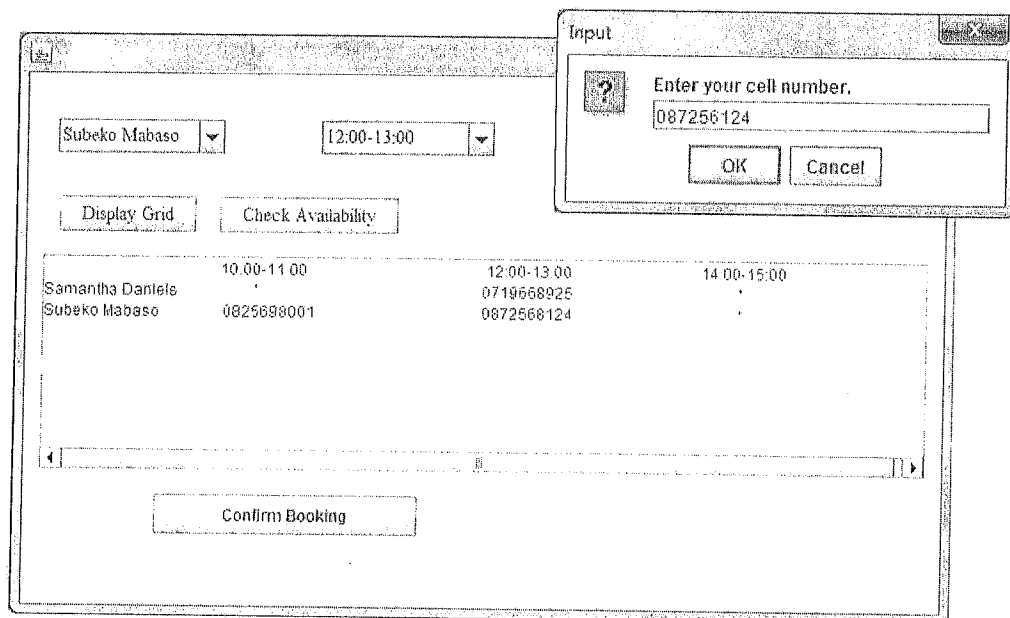 Input
Enter your cell number.
087256124
OK Cancel
Subeko Mabaso 12:00-13:00
Display Grid Check Availability
10.00-11 00 12:00-13.00 14 00-15:00
Samantha Daniels 0719668925
Subeko Mabaso 0825698001 0872568124
Confirm Booking